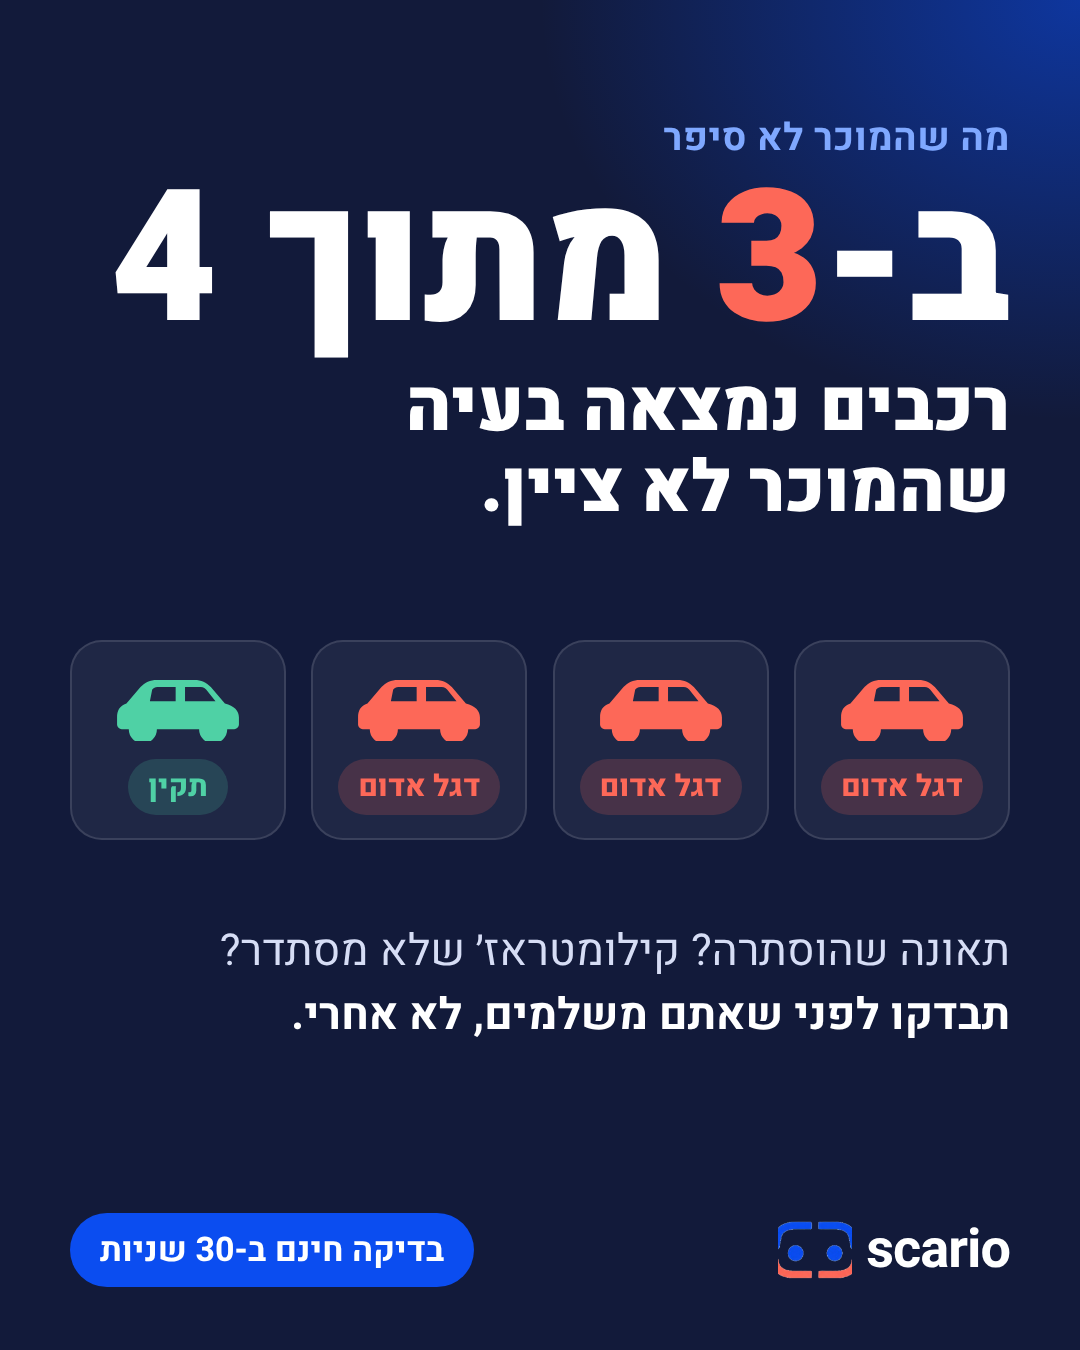 מה שהמוכר לא סיפר
ב-3 מתוך 4
רכבים נמצאה בעיה
שהמוכר לא ציין.
דגל אדום
דגל אדום
דגל אדום
תקין
תאונה שהוסתרה? קילומטראז׳ שלא מסתדר?
תבדקו לפני שאתם משלמים, לא אחרי.
scario
בדיקה חינם ב-30 שניות